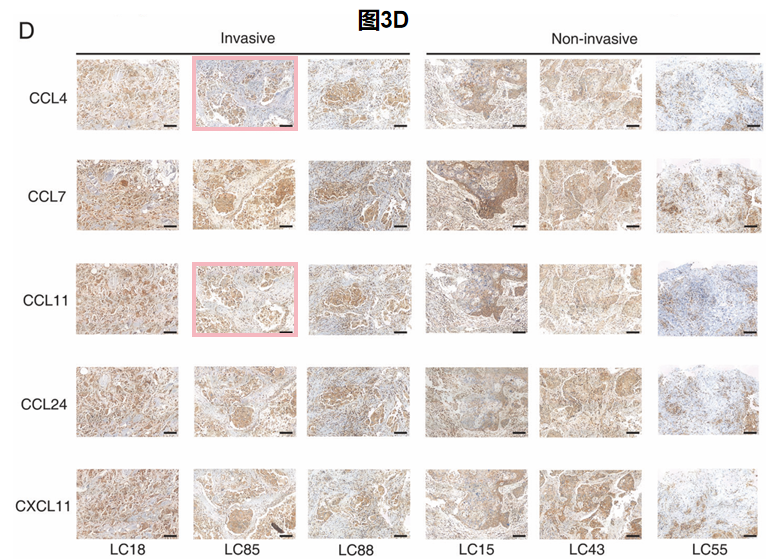 图3D
D
Invasive
Non-invasive
CCL4
CCL7
CCL11
CCL24
CXCL11
LC18
LC85
LC88
LC15
LC43
LC55